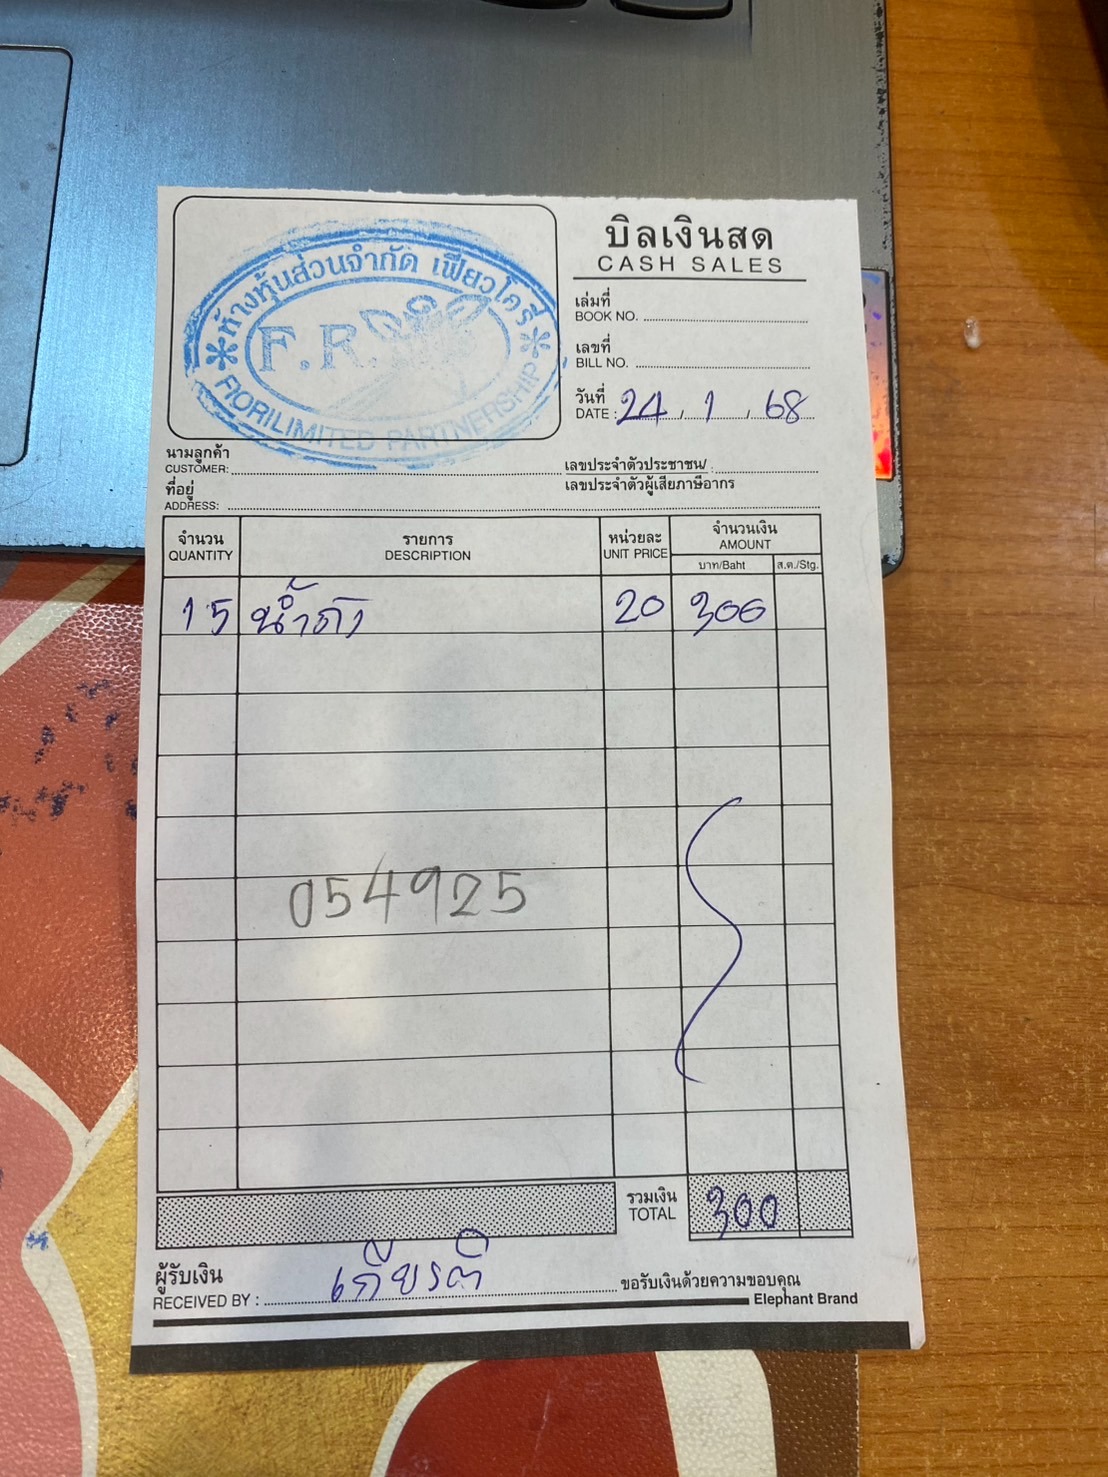 ห้างหุ้นส่วนจำกัด เฟียวโครี
F.R.
FIORILIMITED PARTNERSHIP
บิลเงินสด
CASH SALES
เล่มที่
BOOK NO.
เลขที่
BILL NO.
วันที่
DATE : 24 , 1 , 68
นามลูกค้า
CUSTOMER:
เลขประจำตัวประชาชน/ :
เลขประจำตัวผู้เสียภาษีอากร
ที่อยู่
ADDRESS:
จำนวน รายการ หน่วยละ จำนวนเงิน
QUANTITY DESCRIPTION UNIT PRICE AMOUNT
บาท/Baht ส.ต./Stg.
15 น้ำถัง 20 300
054925
รวมเงิน
TOTAL 300
ผู้รับเงิน
RECEIVED BY : เกียรติ
ขอรับเงินด้วยความขอบคุณ
Elephant Brand